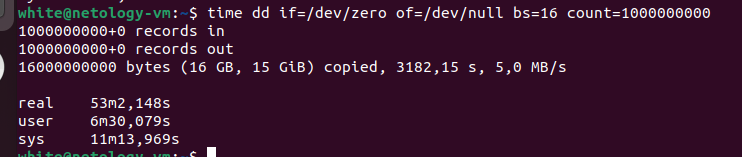 white@netology-vm:~$ time dd if=/dev/zero of=/dev/null bs=16 count=1000000000
1000000000+0 records in
1000000000+0 records out
16000000000 bytes (16 GB, 15 GiB) copied, 3182,15 s, 5,0 MB/s
real 53m2,148s
user 6m30,079s
sys 11m13,969s
white@netology-vm:~$